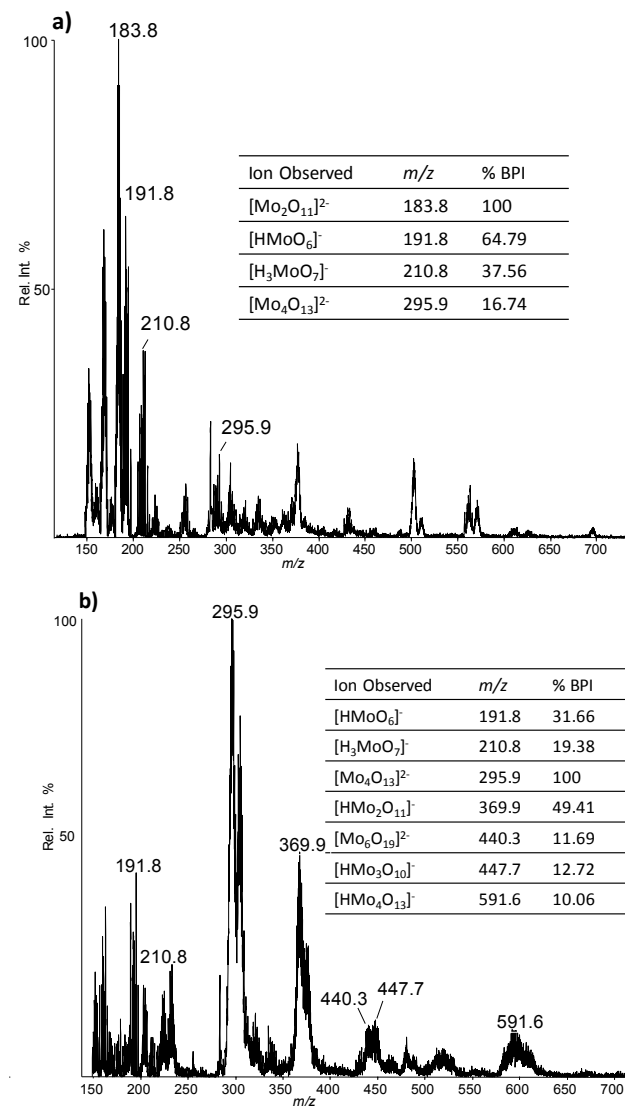 a)
183.8
100
191.8
Rel. Int. %
50
210.8
295.9
Ion Observed m/z % BPI
[Mo₂O₁₁]²⁻ 183.8 100
[HMoO₆]⁻ 191.8 64.79
[H₃MoO₇]⁻ 210.8 37.56
[Mo₄O₁₃]²⁻ 295.9 16.74
150 200 250 300 350 400 450 500 550 600 700
m/z
b)
295.9
100
Rel. Int. %
50
369.9
191.8
210.8
440.3
447.7
591.6
Ion Observed m/z % BPI
[HMoO₆]⁻ 191.8 31.66
[H₃MoO₇]⁻ 210.8 19.38
[Mo₄O₁₃]²⁻ 295.9 100
[HMo₂O₁₁]⁻ 369.9 49.41
[Mo₆O₁₉]²⁻ 440.3 11.69
[HMo₃O₁₀]⁻ 447.7 12.72
[HMo₄O₁₃]⁻ 591.6 10.06
150 200 250 300 350 400 450 500 550 600 700
m/z